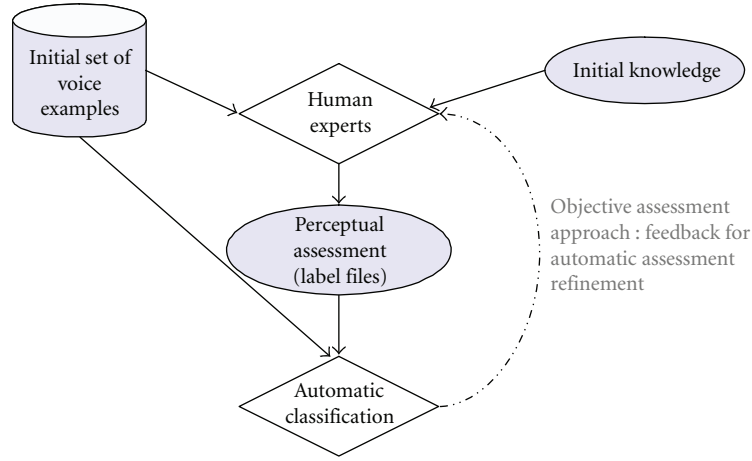 Initial set of
voice
examples
Initial knowledge
Human
experts
Perceptual
assessment
(label files)
Objective assessment
approach : feedback for
automatic assessment
refinement
Automatic
classification